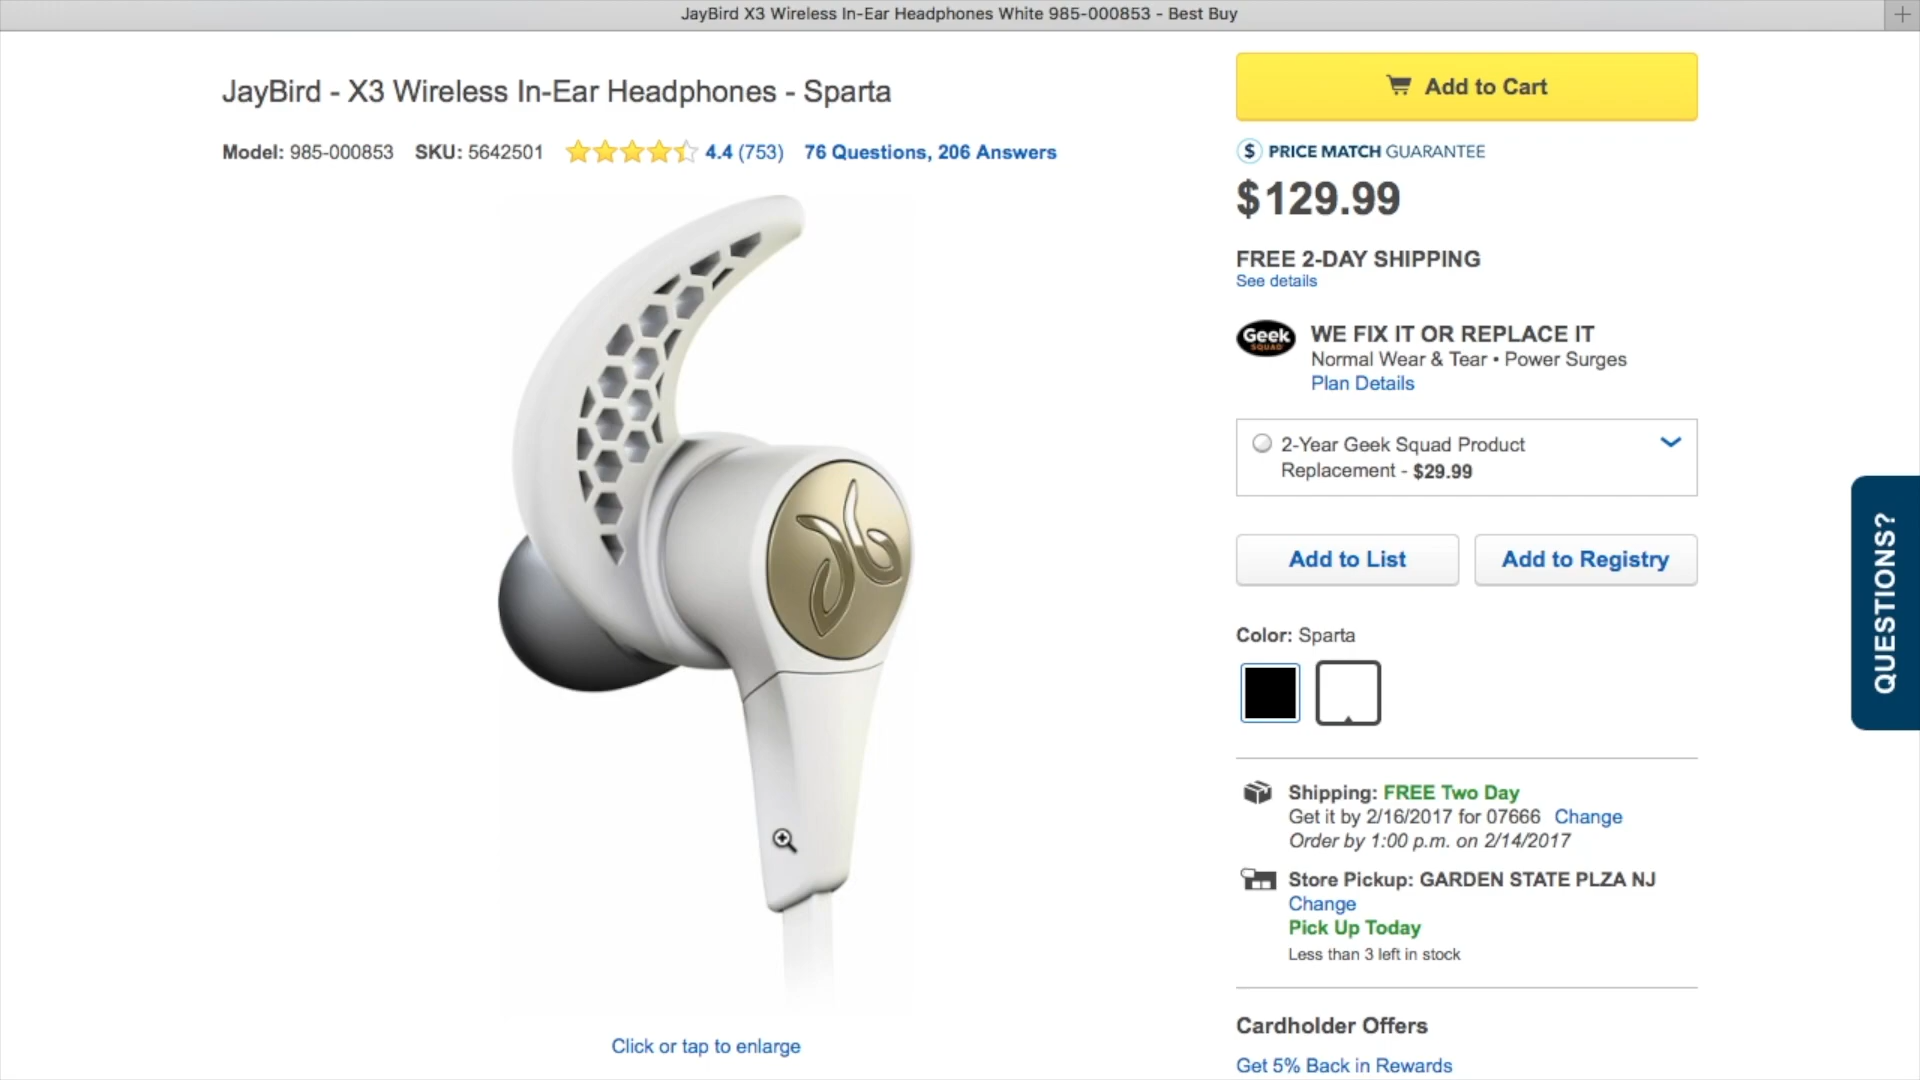 JayBird X3 Wireless In-Ear Headphones White 985-000853 - Best Buy
JayBird - X3 Wireless In-Ear Headphones - Sparta
Model: 985-000853 SKU: 5642501 4.4 (753) 76 Questions, 206 Answers
Click or tap to enlarge
Add to Cart
$ PRICE MATCH GUARANTEE
$129.99
FREE 2-DAY SHIPPING
See details
Geek
SQUAD
WE FIX IT OR REPLACE IT
Normal Wear & Tear • Power Surges
Plan Details
2-Year Geek Squad Product
Replacement - $29.99
Add to List
Add to Registry
Color: Sparta
Shipping: FREE Two Day
Get it by 2/16/2017 for 07666 Change
Order by 1:00 p.m. on 2/14/2017
Store Pickup: GARDEN STATE PLZA NJ
Change
Pick Up Today
Less than 3 left in stock
Cardholder Offers
Get 5% Back in Rewards
QUESTIONS?